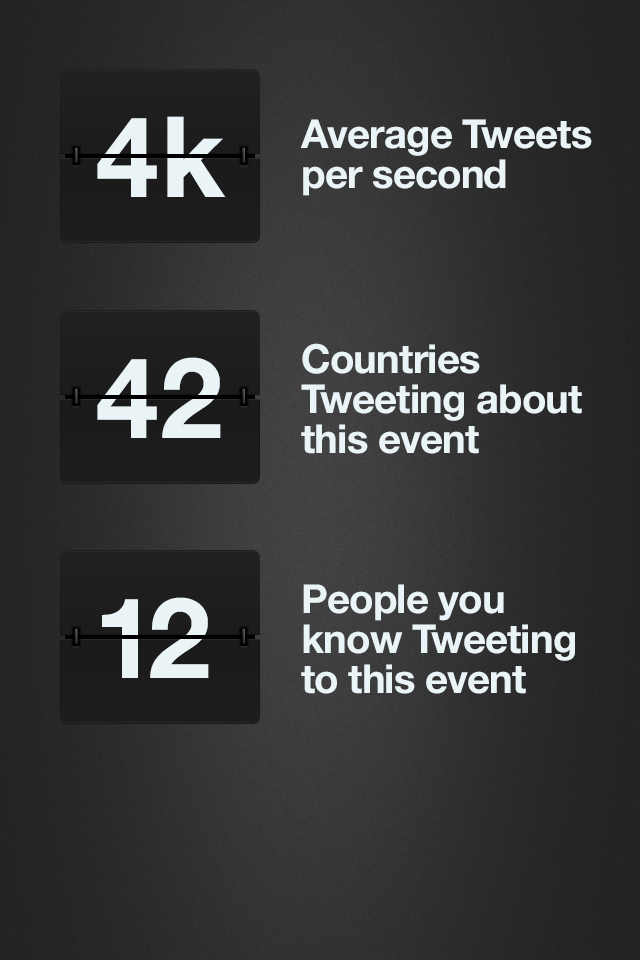 4k
Average Tweets
per second
42
Countries
Tweeting about
this event
12
People you
know Tweeting
to this event